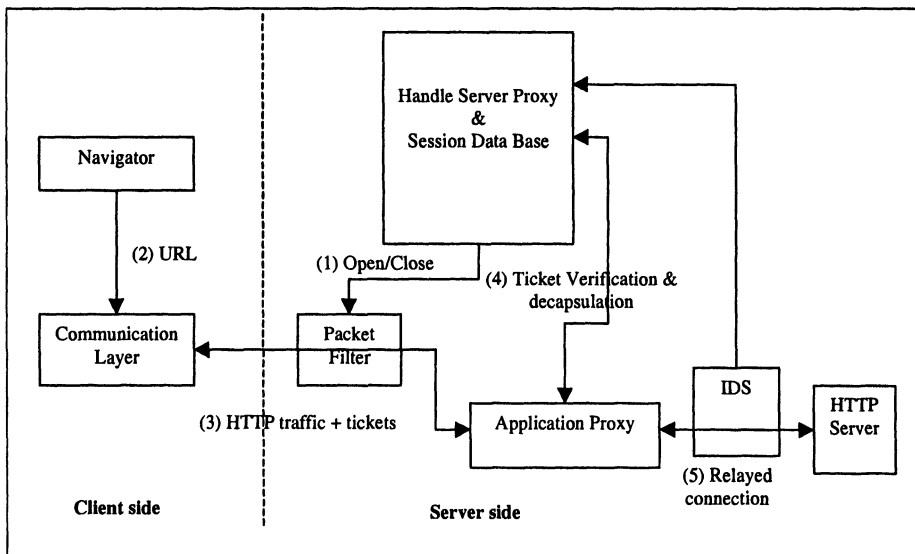 Handle Server Proxy
&
Session Data Base
Navigator
(2) URL
(1) Open/Close
(4) Ticket Verification &
decapsulation
Communication
Layer
Packet
Filter
IDS
HTTP
Server
(3) HTTP traffic + tickets
Application Proxy
(5) Relayed
connection
Client side
Server side